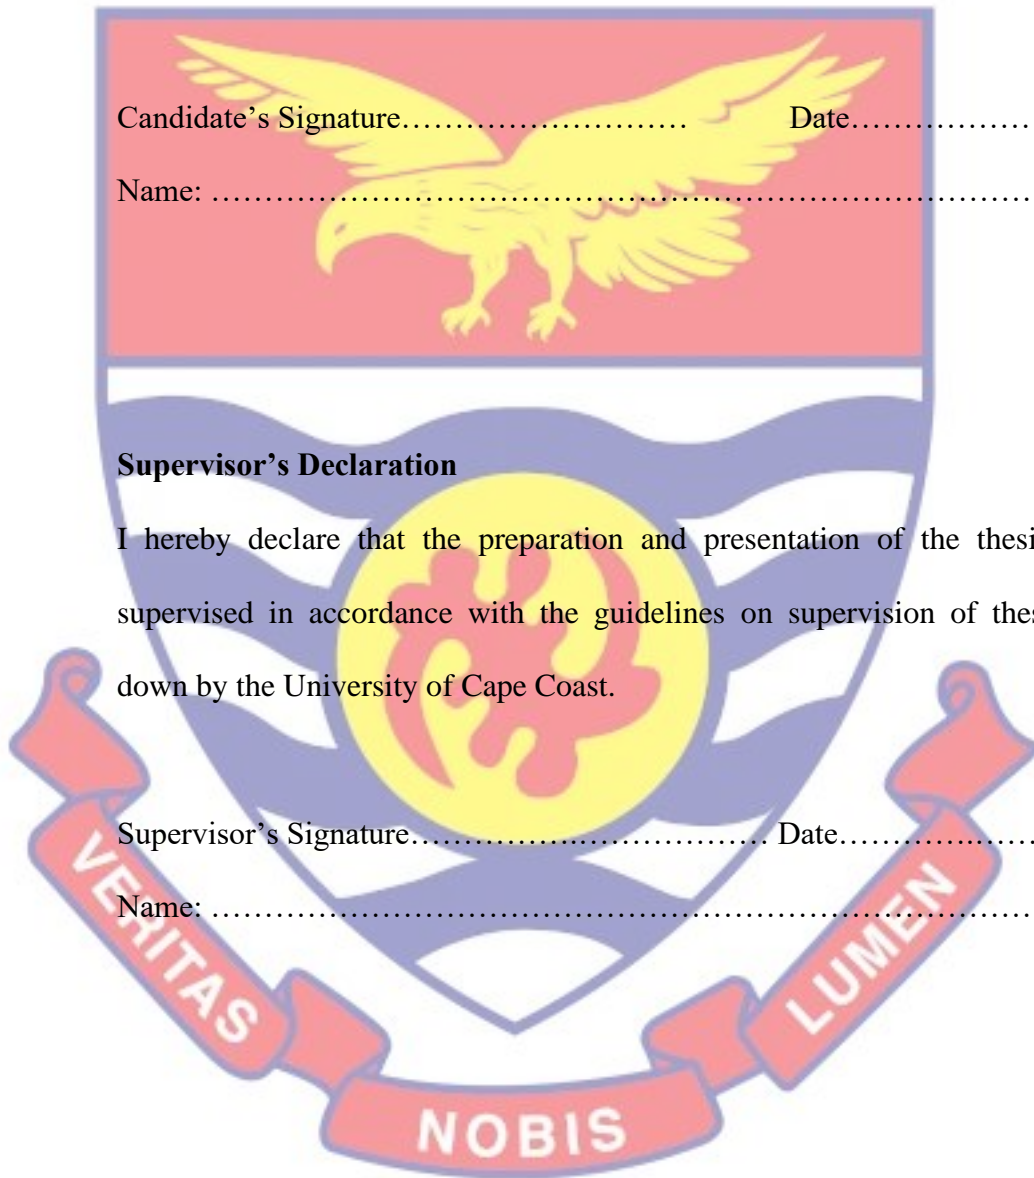 Candidate’s Signature……………………… Date………………
Name: ……………………………………………………………………
Supervisor’s Declaration
I hereby declare that the preparation and presentation of the thesi
supervised in accordance with the guidelines on supervision of thes
down by the University of Cape Coast.
Supervisor’s Signature…………….……………… Date………….……
Name: ……………………………………………………………………
VERITAS
NOBIS
LUMEN